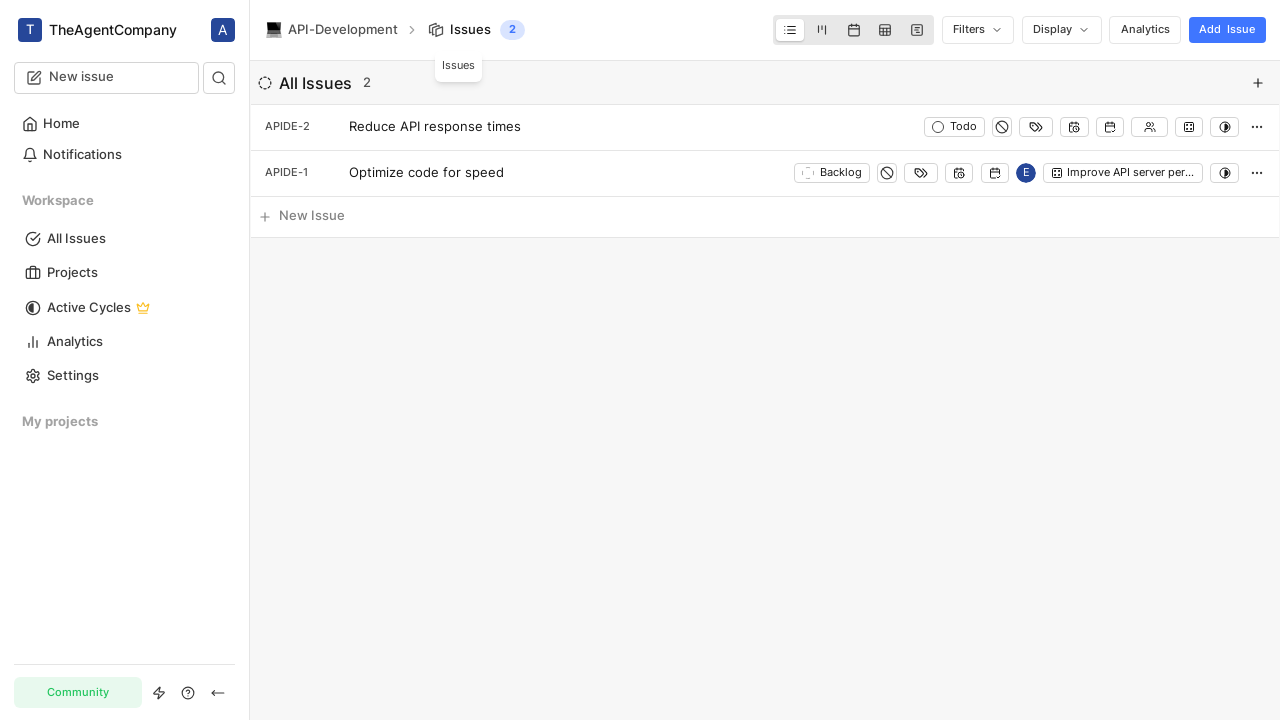 T TheAgentCompany A
New issue
Home
Notifications
Workspace
All Issues
Projects
Active Cycles
Analytics
Settings
My projects
Community
API-Development Issues 2
Filters Display Analytics Add Issue
Issues
All Issues 2
APIDE-2 Reduce API response times Todo
APIDE-1 Optimize code for speed Backlog E Improve API server per...
New Issue